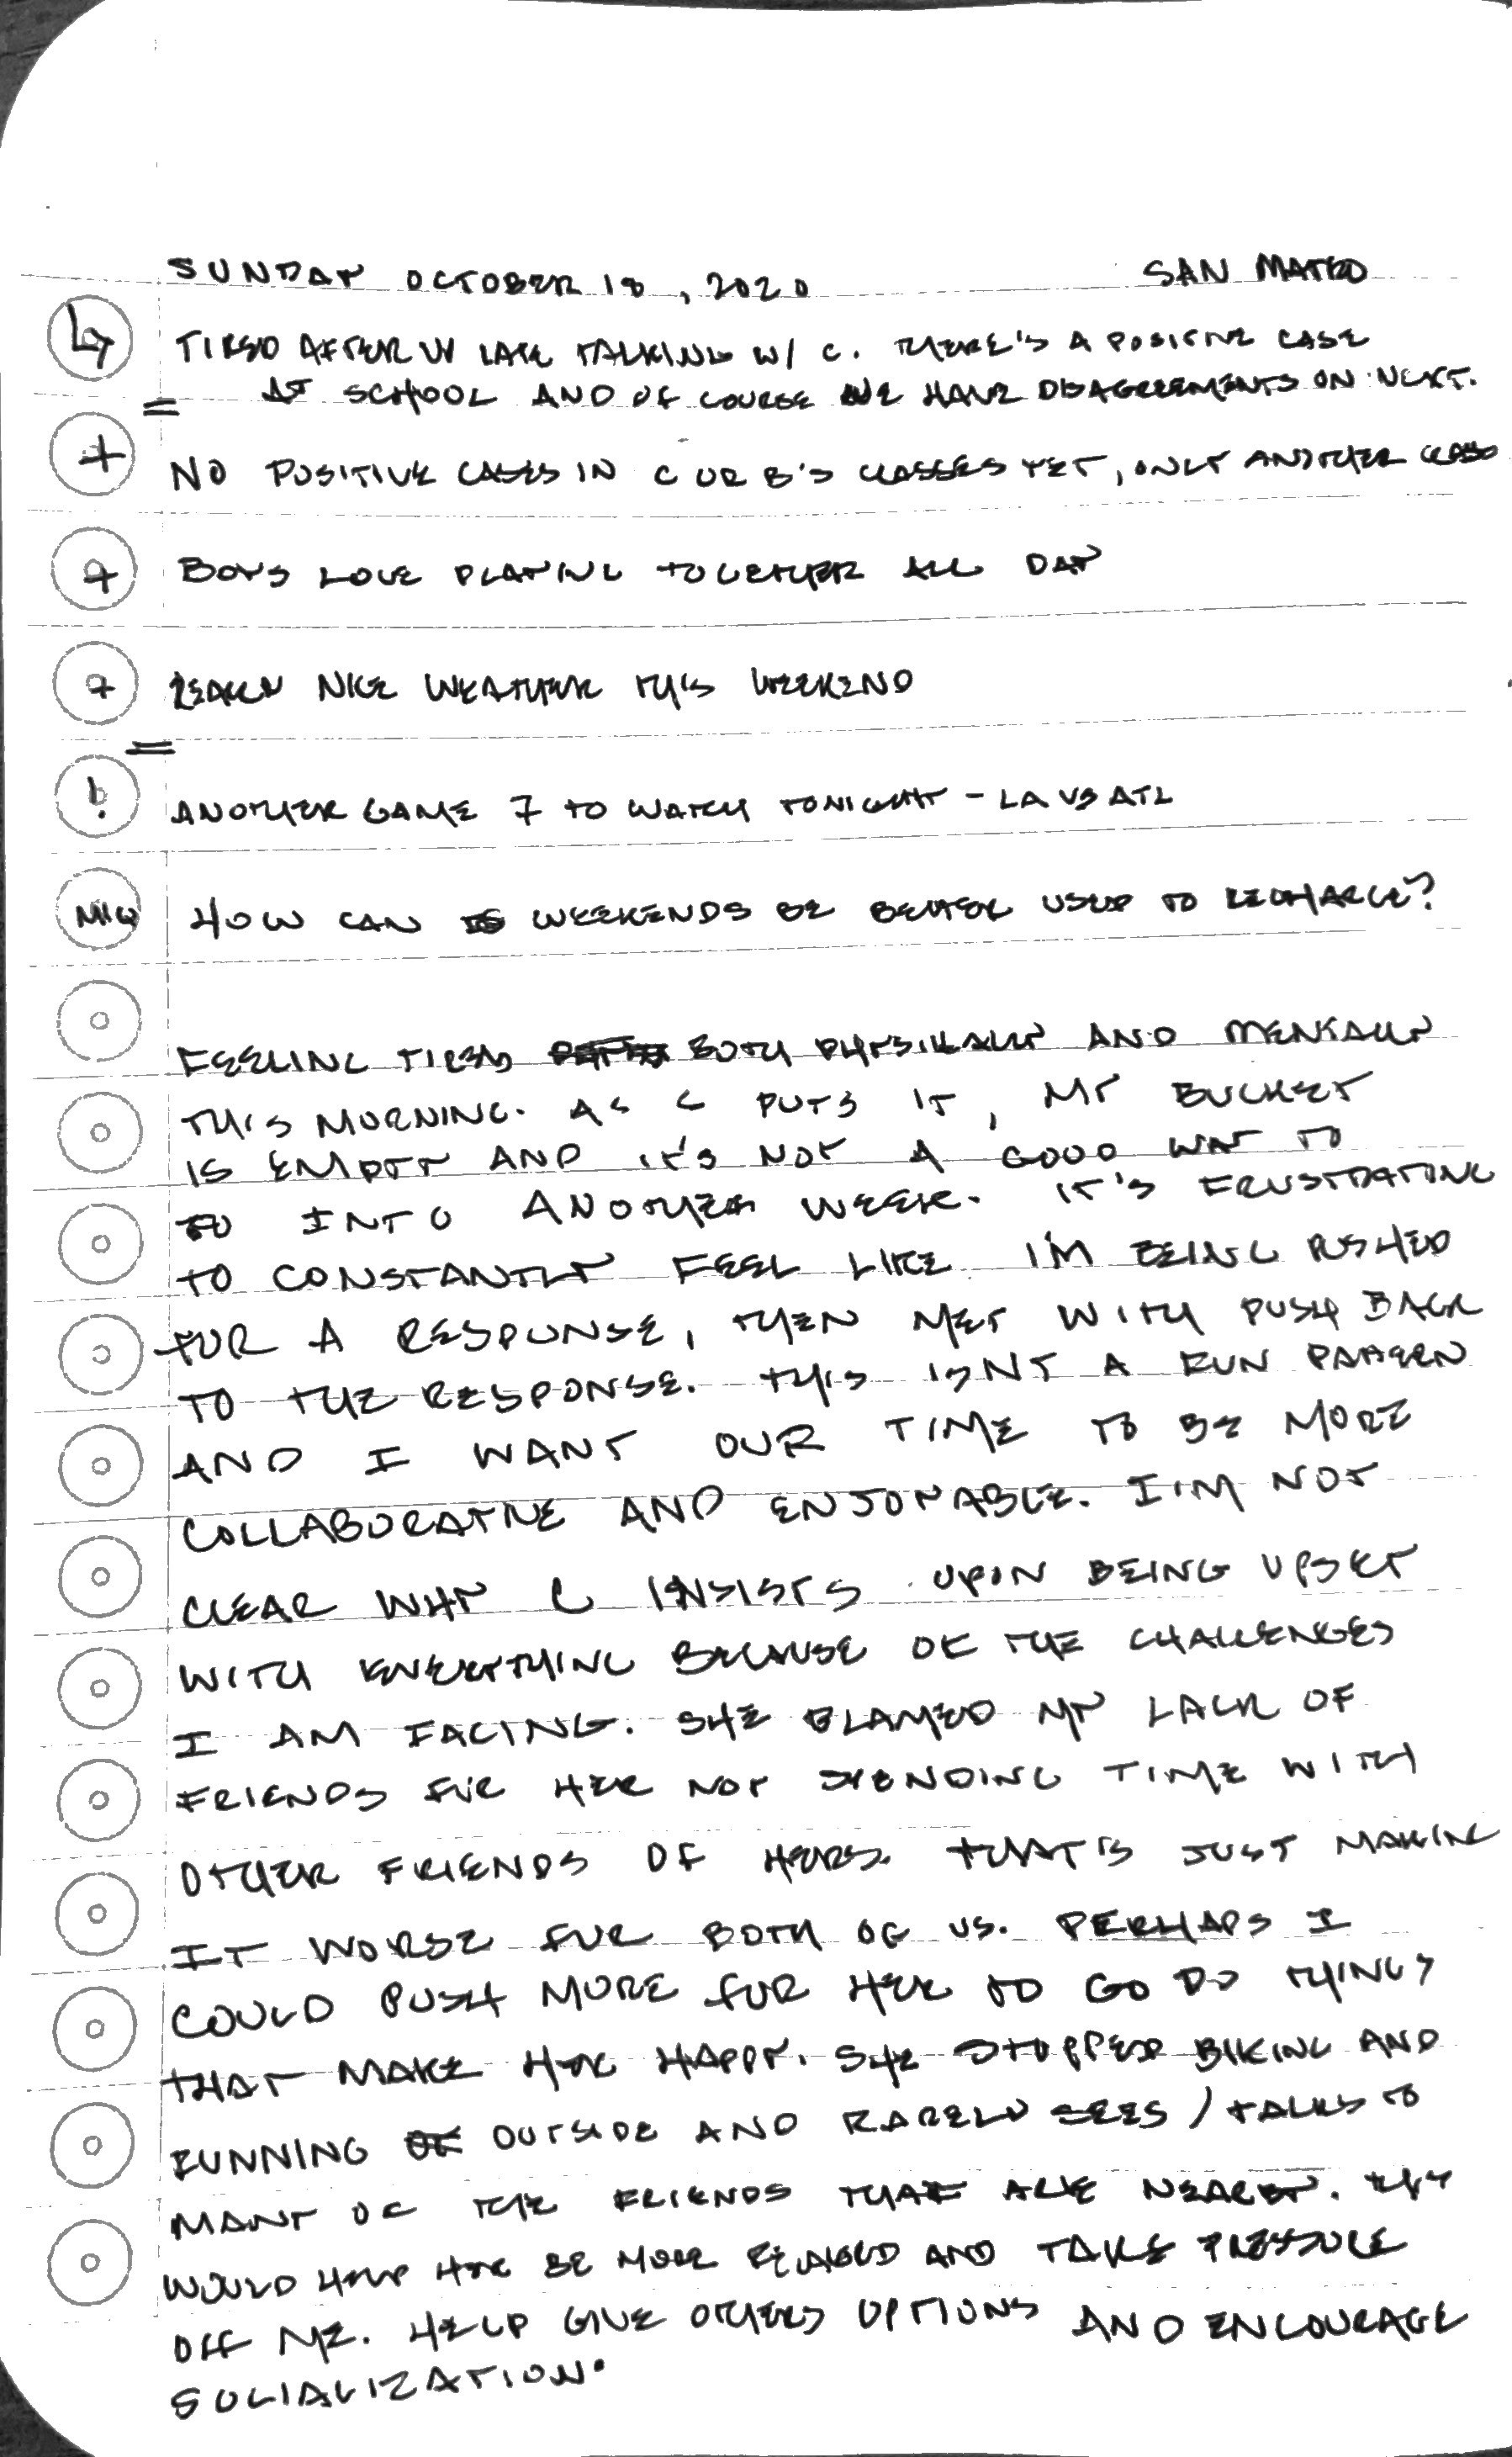 SUNDAY OCTOBER 18, 2020 SAN MATEO
TIRED AFTER LATE TALKING W/ C. THERE'S A POSITIVE CASE
AT SCHOOL AND OF COURSE WE HAVE DISAGREEMENTS ON NEXT.
+ NO POSITIVE CASES IN C OR B'S CLASSES YET, ONLY ANOTHER CLASS
+ BOYS LOVE PLAYING TOGETHER ALL DAY
+ REALLY NICE WEATHER THIS WEEKEND
! ANOTHER GAME 7 TO WATCH TONIGHT - LA VS ATL
MIQ HOW CAN WEEKENDS BE BETTER USED TO RECHARGE?
FEELING TIRED BOTH PHYSICALLY AND MENTALLY
THIS MORNING. AS C PUTS IT, MY BUCKET
IS EMPTY AND IT'S NOT A GOOD WAY TO
INTO ANOTHER WEEK. IT'S FRUSTRATING
TO CONSTANTLY FEEL LIKE I'M BEING PUSHED
FOR A RESPONSE, THEN MET WITH PUSH BACK
TO THE RESPONSE. THIS ISNT A FUN PATTERN
AND I WANT OUR TIME TO BE MORE
COLLABORATIVE AND ENJOYABLE. I'M NOT
CLEAR WHY C INSISTS UPON BEING UPSET
WITH EVERYTHING BECAUSE OF THE CHALLENGES
I AM FACING. SHE BLAMED MY LACK OF
FRIENDS FOR HER NOT SPENDING TIME WITH
OTHER FRIENDS OF HERS. THAT'S JUST MAKING
IT WORSE FOR BOTH OF US. PERHAPS I
COULD PUSH MORE FOR HER TO GO DO THINGS
THAT MAKE HER HAPPY. SHE STOPPED BIKING AND
RUNNING OUTSIDE AND RARELY SEES / TALKS TO
MANY OF THE FRIENDS THAT ARE NEARBY.
WOULD HELP HER BE MORE RELAXED AND TAKE PRESSURE
OFF ME. HELP GIVE OTHERS OPTIONS AND ENCOURAGE
SOCIALIZATION.